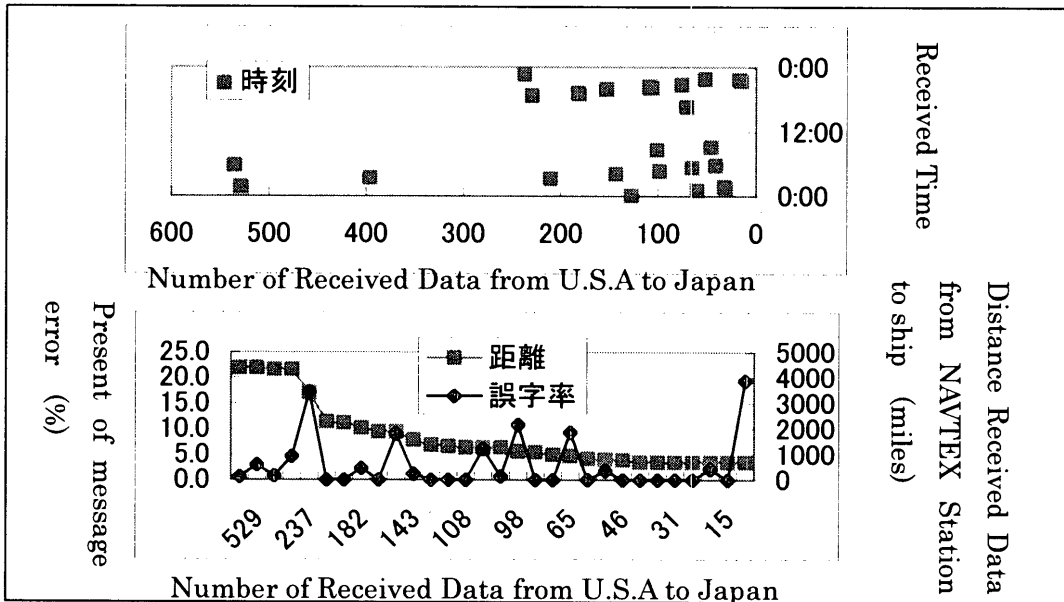 時刻
0:00
12:00
0:00
600 500 400 300 200 100 0
Received Time
Number of Received Data from U.S.A to Japan
Present of messsage
error (%)
25.0
20.0
15.0
10.0
5.0
0.0
距離
誤字率
5000
4000
3000
2000
1000
0
529 237 182 143 108 98 65 46 31 15
Distance Received Data
from NAVTEX Station
to ship (miles)
Number of Received Data from U.S.A to Japan